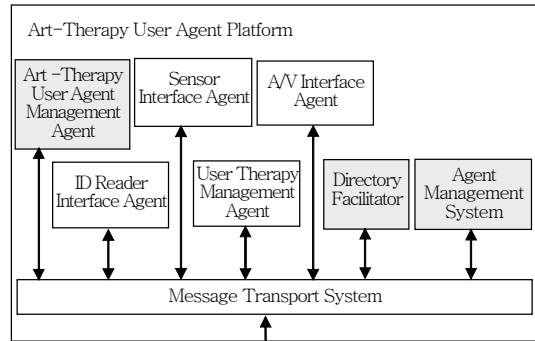 Art-Therapy User Agent Platform
Art -Therapy
User Agent
Management
Agent
Sensor
Interface Agent
A/V Interface
Agent
ID Reader
Interface Agent
User Therapy
Management
Agent
Directory
Facilitator
Agent
Management
System
Message Transport System